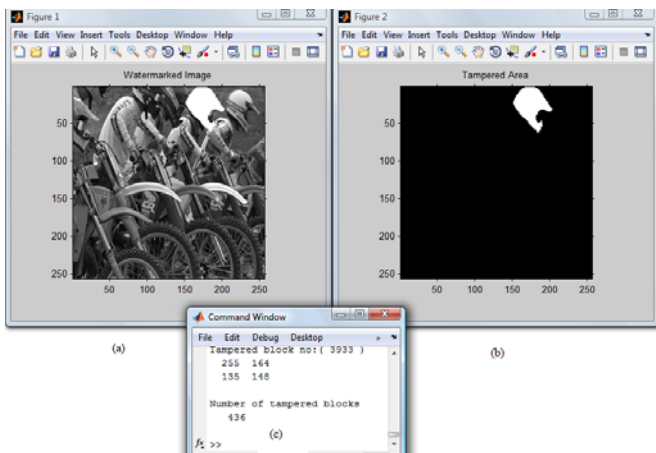 Figure 1
File Edit View Insert Tools Desktop Window Help
Watermarked Image
50
100
150
200
250
50 100 150 200 250
(a)
Figure 2
File Edit View Insert Tools Desktop Window Help
Tampered Area
50
100
150
200
250
50 100 150 200 250
(b)
Command Window
File Edit Debug Desktop »
Tampered block no:( 3933 )
255 164
135 148
Number of tampered blocks
436
(c)
fx >>